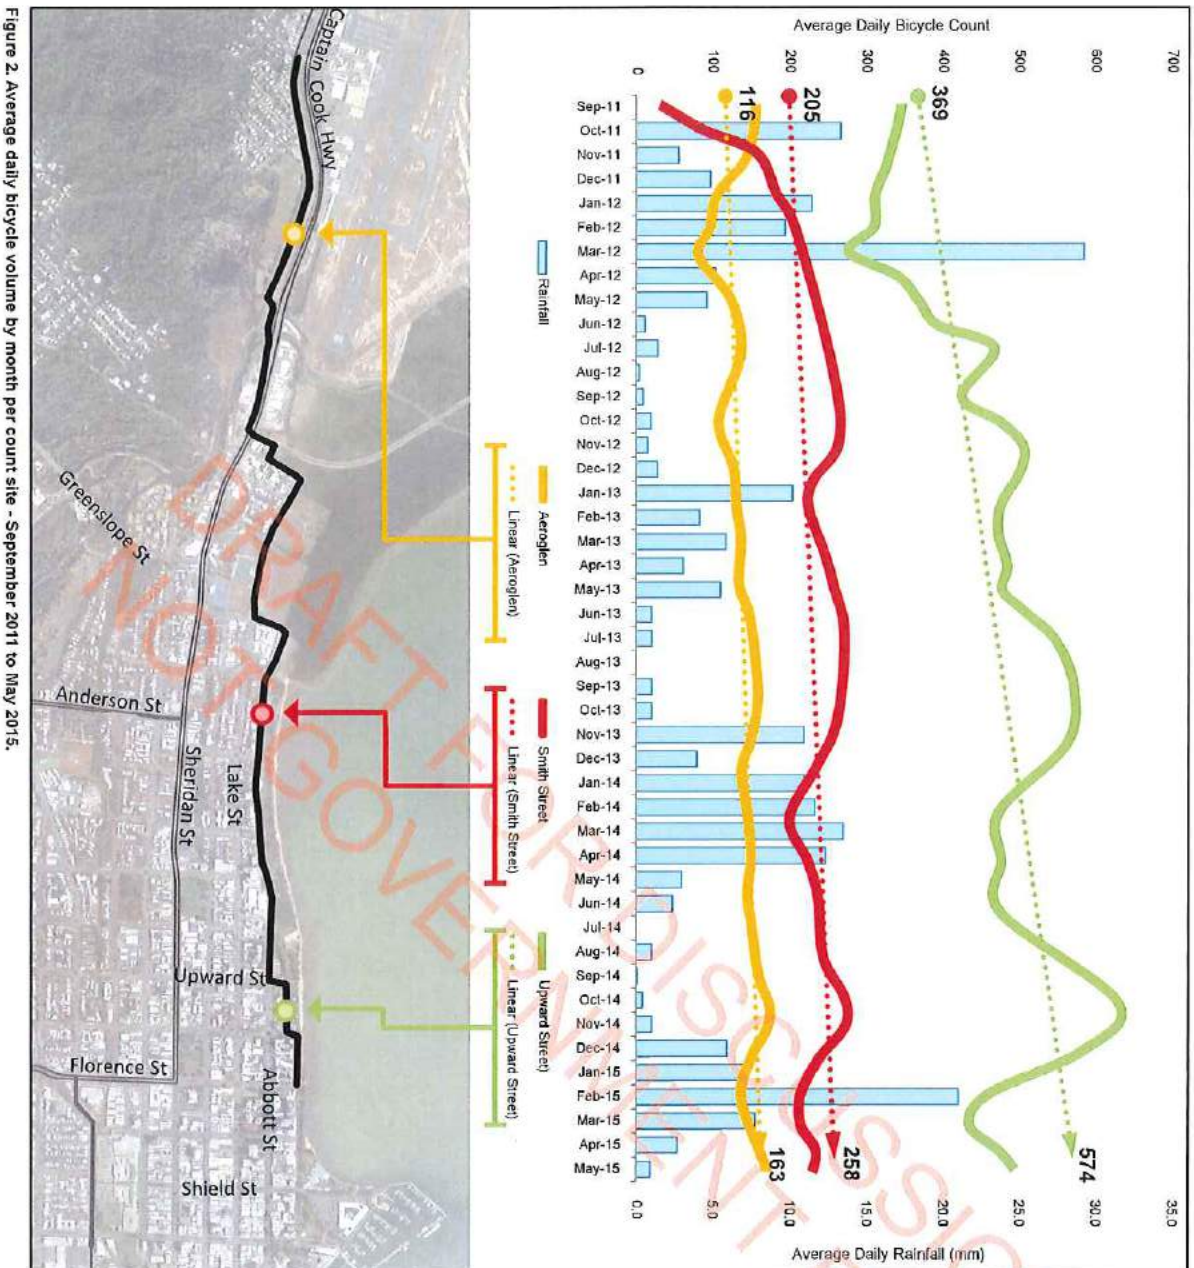 Average Daily Bicycle Count
700
600
500
400
300
200
100
0
369
205
116
574
258
163
Sep-11
Oct-11
Nov-11
Dec-11
Jan-12
Feb-12
Mar-12
Apr-12
May-12
Jun-12
Jul-12
Aug-12
Sep-12
Oct-12
Nov-12
Dec-12
Jan-13
Feb-13
Mar-13
Apr-13
May-13
Jun-13
Jul-13
Aug-13
Sep-13
Oct-13
Nov-13
Dec-13
Jan-14
Feb-14
Mar-14
Apr-14
May-14
Jun-14
Jul-14
Aug-14
Sep-14
Oct-14
Nov-14
Dec-14
Jan-15
Feb-15
Mar-15
Apr-15
May-15
35.0
30.0
25.0
20.0
15.0
10.0
5.0
0.0
Average Daily Rainfall (mm)
Rainfall
Aeroglen
Linear (Aeroglen)
Smith Street
Linear (Smith Street)
Upward Street
Linear (Upward Street)
Captain Cook Hwy
Greenslope St
Anderson St
Sheridan St
Lake St
Upward St
Florence St
Abbott St
Shield St
DRAFT FOR DISCUSSIO
NOT GOVERNMENT
Figure 2. Average daily bicycle volume by month per count site - September 2011 to May 2015.